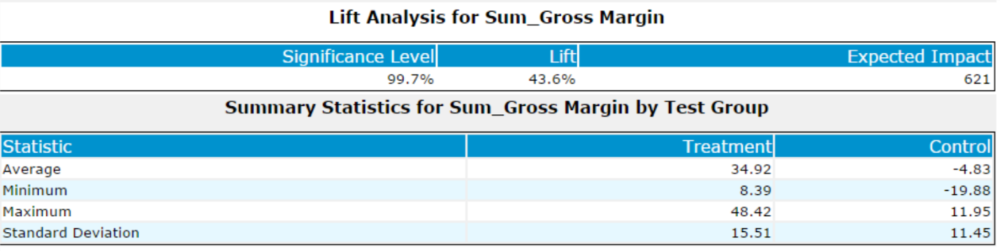 Lift Analysis for Sum_Gross Margin
Significance Level Lift Expected Impact
99.7% 43.6% 621
Summary Statistics for Sum_Gross Margin by Test Group
Statistic Treatment Control
Average 34.92 -4.83
Minimum 8.39 -19.88
Maximum 48.42 11.95
Standard Deviation 15.51 11.45